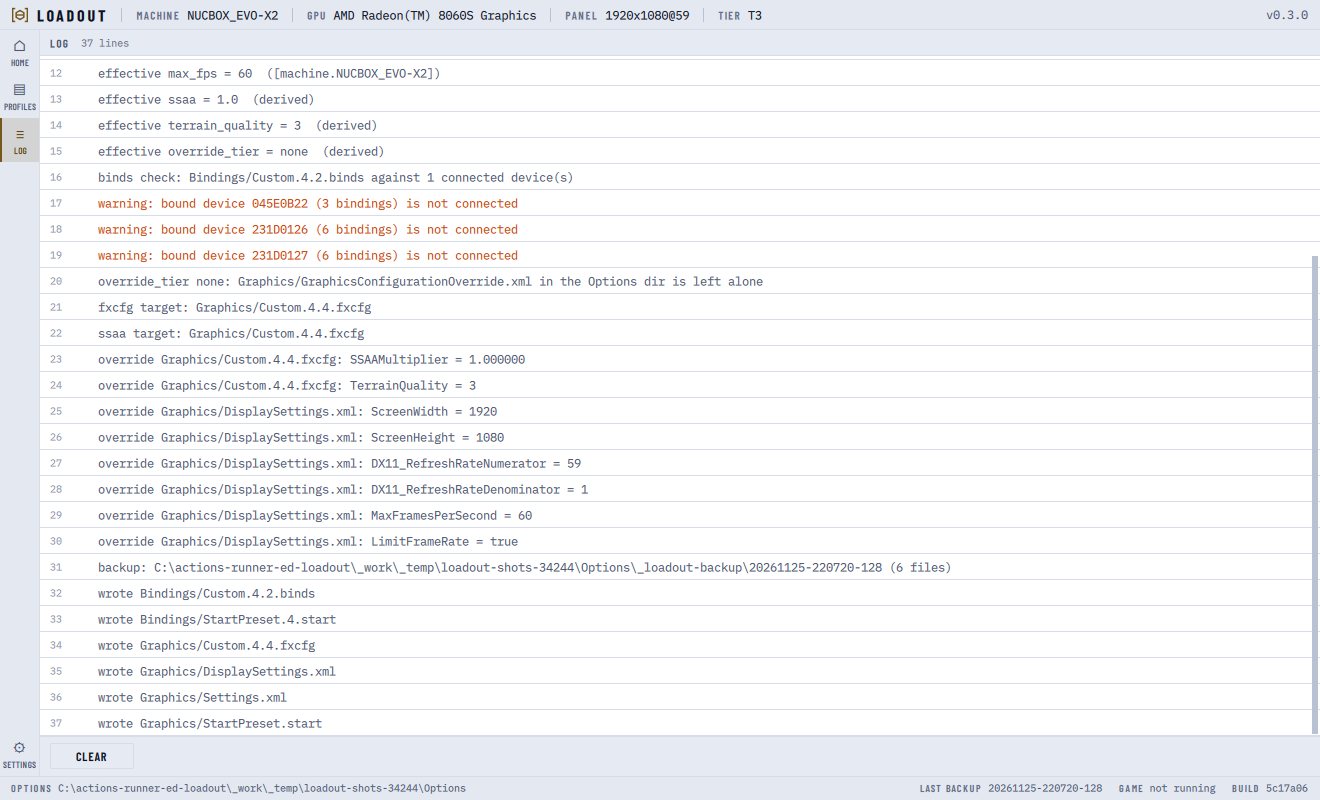 LOADOUT MACHINE NUCBOX_EVO-X2 GPU AMD Radeon(TM) 8060S Graphics PANEL 1920x1080@59 TIER T3 v0.3.0
LOG 37 lines
HOME
PROFILES
LOG
12 effective max_fps = 60 ([machine.NUCBOX_EVO-X2])
13 effective ssaa = 1.0 (derived)
14 effective terrain_quality = 3 (derived)
15 effective override_tier = none (derived)
16 binds check: Bindings/Custom.4.2.binds against 1 connected device(s)
17 warning: bound device 045E0B22 (3 bindings) is not connected
18 warning: bound device 231D0126 (6 bindings) is not connected
19 warning: bound device 231D0127 (6 bindings) is not connected
20 override_tier none: Graphics/GraphicsConfigurationOverride.xml in the Options dir is left alone
21 fxcfg target: Graphics/Custom.4.4.fxcfg
22 ssaa target: Graphics/Custom.4.4.fxcfg
23 override Graphics/Custom.4.4.fxcfg: SSAAMultiplier = 1.000000
24 override Graphics/Custom.4.4.fxcfg: TerrainQuality = 3
25 override Graphics/DisplaySettings.xml: ScreenWidth = 1920
26 override Graphics/DisplaySettings.xml: ScreenHeight = 1080
27 override Graphics/DisplaySettings.xml: DX11_RefreshRateNumerator = 59
28 override Graphics/DisplaySettings.xml: DX11_RefreshRateDenominator = 1
29 override Graphics/DisplaySettings.xml: MaxFramesPerSecond = 60
30 override Graphics/DisplaySettings.xml: LimitFrameRate = true
31 backup: C:\actions-runner-ed-loadout\_work\_temp\loadout-shots-34244\Options\_loadout-backup\20261125-220720-128 (6 files)
32 wrote Bindings/Custom.4.2.binds
33 wrote Bindings/StartPreset.4.start
34 wrote Graphics/Custom.4.4.fxcfg
35 wrote Graphics/DisplaySettings.xml
36 wrote Graphics/Settings.xml
37 wrote Graphics/StartPreset.start
SETTINGS
CLEAR
OPTIONS C:\actions-runner-ed-loadout\_work\_temp\loadout-shots-34244\Options LAST BACKUP 20261125-220720-128 GAME not running BUILD 5c17a06